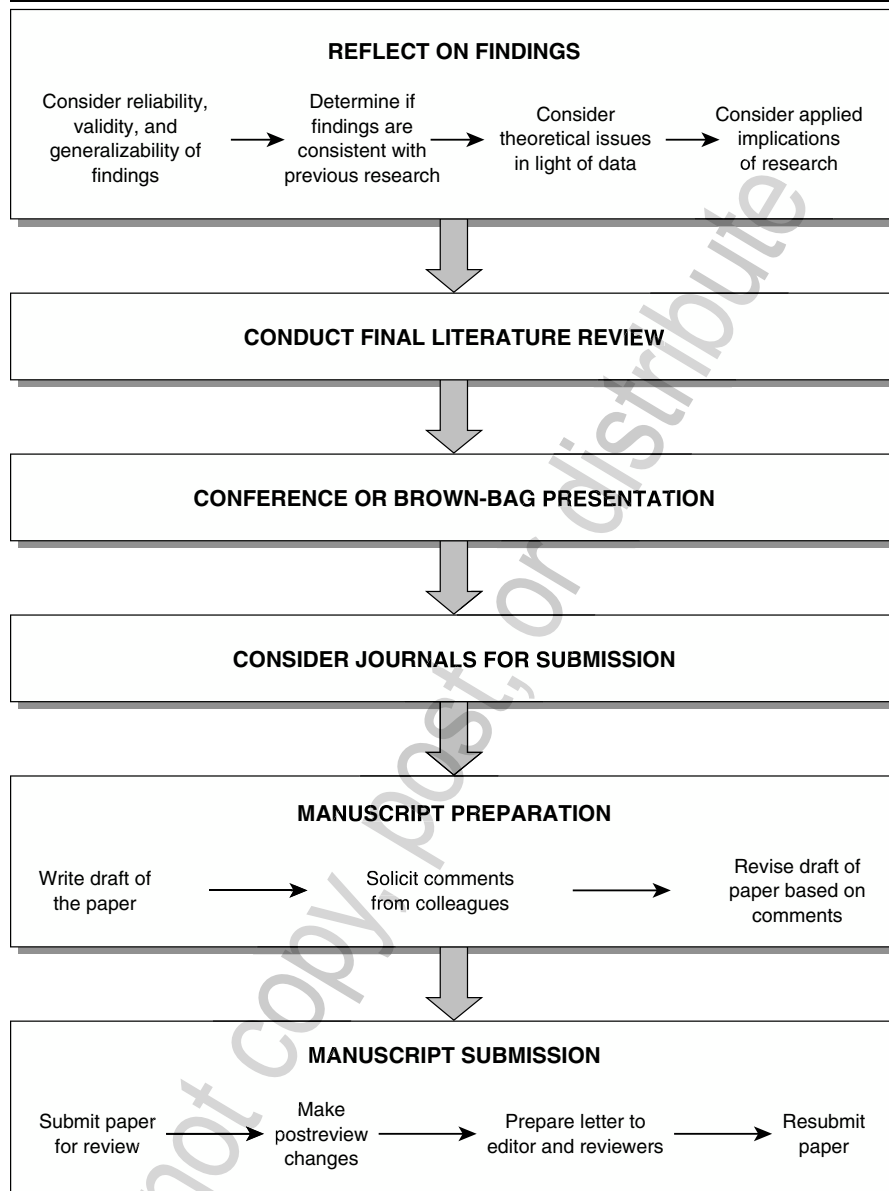 REFLECT ON FINDINGS
Consider reliability,
validity, and
generalizability of
findings
Determine if
findings are
consistent with
previous research
Consider
theoretical issues
in light of data
Consider applied
implications
of research
CONDUCT FINAL LITERATURE REVIEW
CONFERENCE OR BROWN-BAG PRESENTATION
CONSIDER JOURNALS FOR SUBMISSION
MANUSCRIPT PREPARATION
Write draft of
the paper
Solicit comments
from colleagues
Revise draft of
paper based on
comments
MANUSCRIPT SUBMISSION
Submit paper
for review
Make
postreview
changes
Prepare letter to
editor and reviewers
Resubmit
paper
not copy, post, or distribute